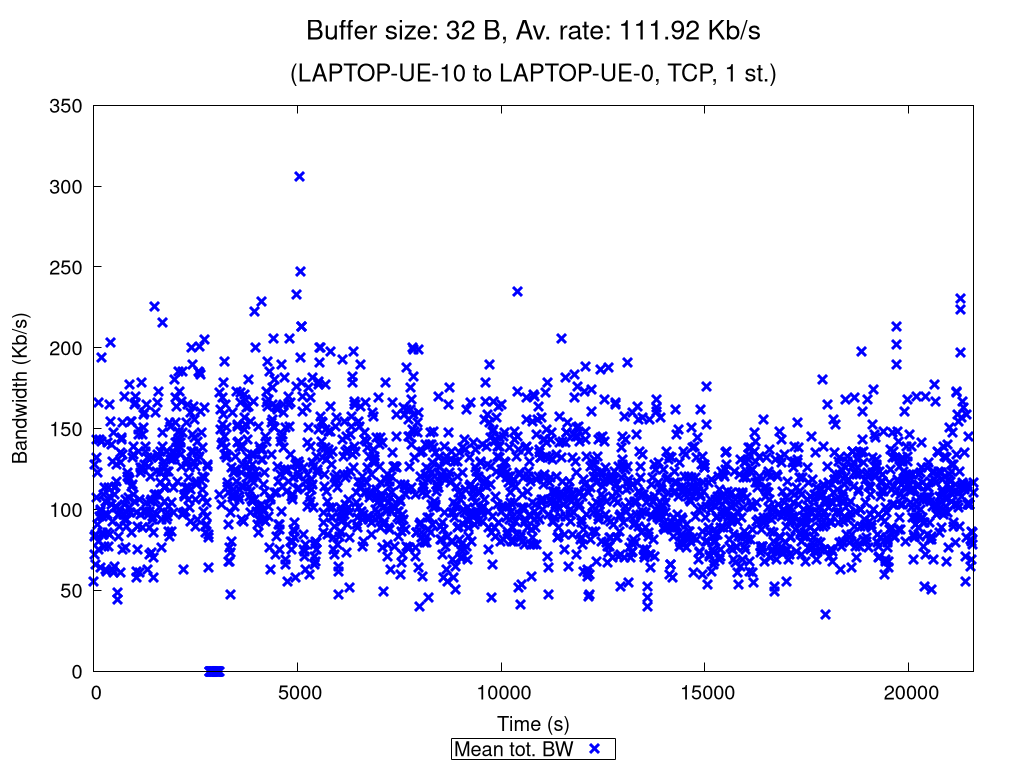 Buffer size: 32 B, Av. rate: 111.92 Kb/s
(LAPTOP-UE-10 to LAPTOP-UE-0, TCP, 1 st.)
350
300
250
200
150
100
50
0
Bandwidth (Kb/s)
0 5000 10000 15000 20000
Time (s)
Mean tot. BW